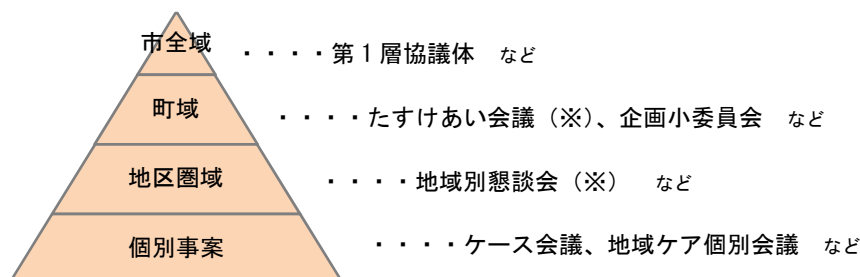 市全域 ・・・・第１層協議体 など
町域 ・・・・たすけあい会議（※）、企画小委員会 など
地区圏域 ・・・・地域別懇談会（※） など
個別事案 ・・・・ケース会議、地域ケア個別会議 など